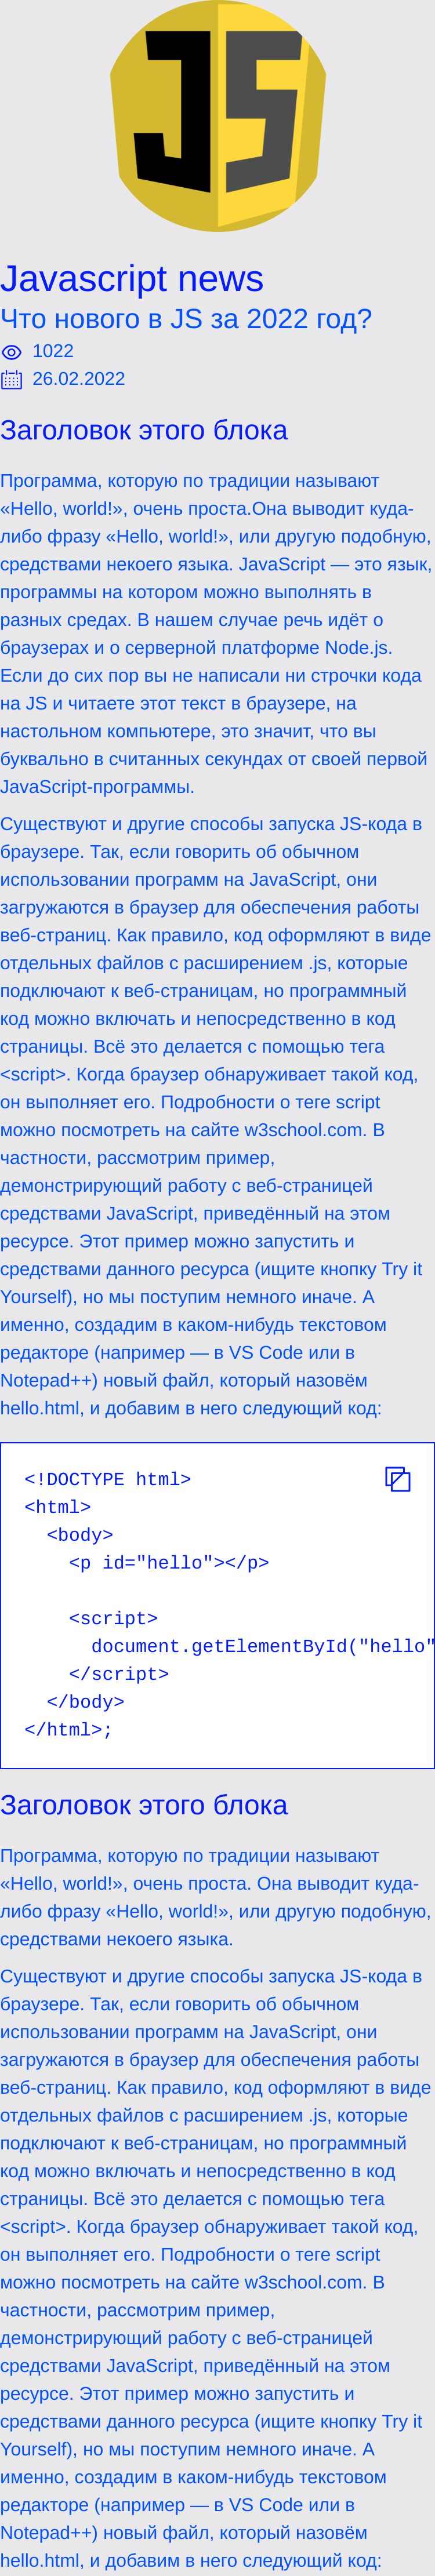 JS
Javascript news
Что нового в JS за 2022 год?
1022
26.02.2022
Заголовок этого блока
Программа, которую по традиции называют
«Hello, world!», очень проста.Она выводит куда-
либо фразу «Hello, world!», или другую подобную,
средствами некоего языка. JavaScript — это язык,
программы на котором можно выполнять в
разных средах. В нашем случае речь идёт о
браузерах и о серверной платформе Node.js.
Если до сих пор вы не написали ни строчки кода
на JS и читаете этот текст в браузере, на
настольном компьютере, это значит, что вы
буквально в считанных секундах от своей первой
JavaScript-программы.
Существуют и другие способы запуска JS-кода в
браузере. Так, если говорить об обычном
использовании программ на JavaScript, они
загружаются в браузер для обеспечения работы
веб-страниц. Как правило, код оформляют в виде
отдельных файлов с расширением .js, которые
подключают к веб-страницам, но программный
код можно включать и непосредственно в код
страницы. Всё это делается с помощью тега
<script>. Когда браузер обнаруживает такой код,
он выполняет его. Подробности о теге script
можно посмотреть на сайте w3school.com. В
частности, рассмотрим пример,
демонстрирующий работу с веб-страницей
средствами JavaScript, приведённый на этом
ресурсе. Этот пример можно запустить и
средствами данного ресурса (ищите кнопку Try it
Yourself), но мы поступим немного иначе. А
именно, создадим в каком-нибудь текстовом
редакторе (например — в VS Code или в
Notepad++) новый файл, который назовём
hello.html, и добавим в него следующий код:
<!DOCTYPE html>
<html>
  <body>
    <p id="hello"></p>

    <script>
      document.getElementById("hello"
    </script>
  </body>
</html>;
Заголовок этого блока
Программа, которую по традиции называют
«Hello, world!», очень проста. Она выводит куда-
либо фразу «Hello, world!», или другую подобную,
средствами некоего языка.
Существуют и другие способы запуска JS-кода в
браузере. Так, если говорить об обычном
использовании программ на JavaScript, они
загружаются в браузер для обеспечения работы
веб-страниц. Как правило, код оформляют в виде
отдельных файлов с расширением .js, которые
подключают к веб-страницам, но программный
код можно включать и непосредственно в код
страницы. Всё это делается с помощью тега
<script>. Когда браузер обнаруживает такой код,
он выполняет его. Подробности о теге script
можно посмотреть на сайте w3school.com. В
частности, рассмотрим пример,
демонстрирующий работу с веб-страницей
средствами JavaScript, приведённый на этом
ресурсе. Этот пример можно запустить и
средствами данного ресурса (ищите кнопку Try it
Yourself), но мы поступим немного иначе. А
именно, создадим в каком-нибудь текстовом
редакторе (например — в VS Code или в
Notepad++) новый файл, который назовём
hello.html, и добавим в него следующий код: